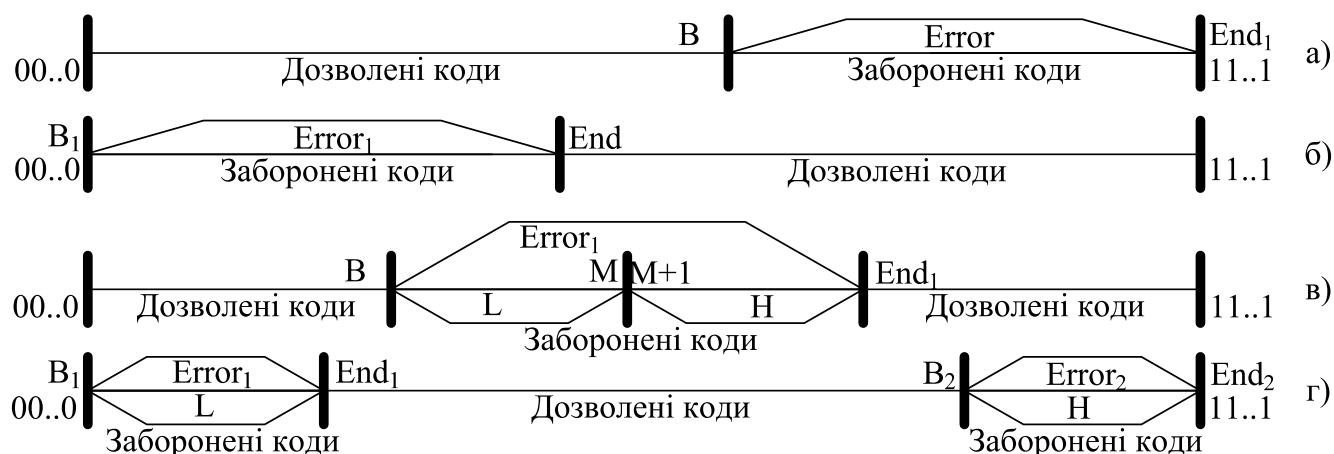 B Error End₁
00..0 Дозволені коди Заборонені коди 11..1 а)
B₁ Error₁ End
00..0 Заборонені коди Дозволені коди 11..1 б)
Error₁
B M M+1 End₁
00..0 Дозволені коди L H Дозволені коди 11..1 в)
Заборонені коди
B₁ Error₁ End₁ B₂ Error₂ End₂
00..0 L Дозволені коди H 11..1 г)
Заборонені коди Заборонені коди